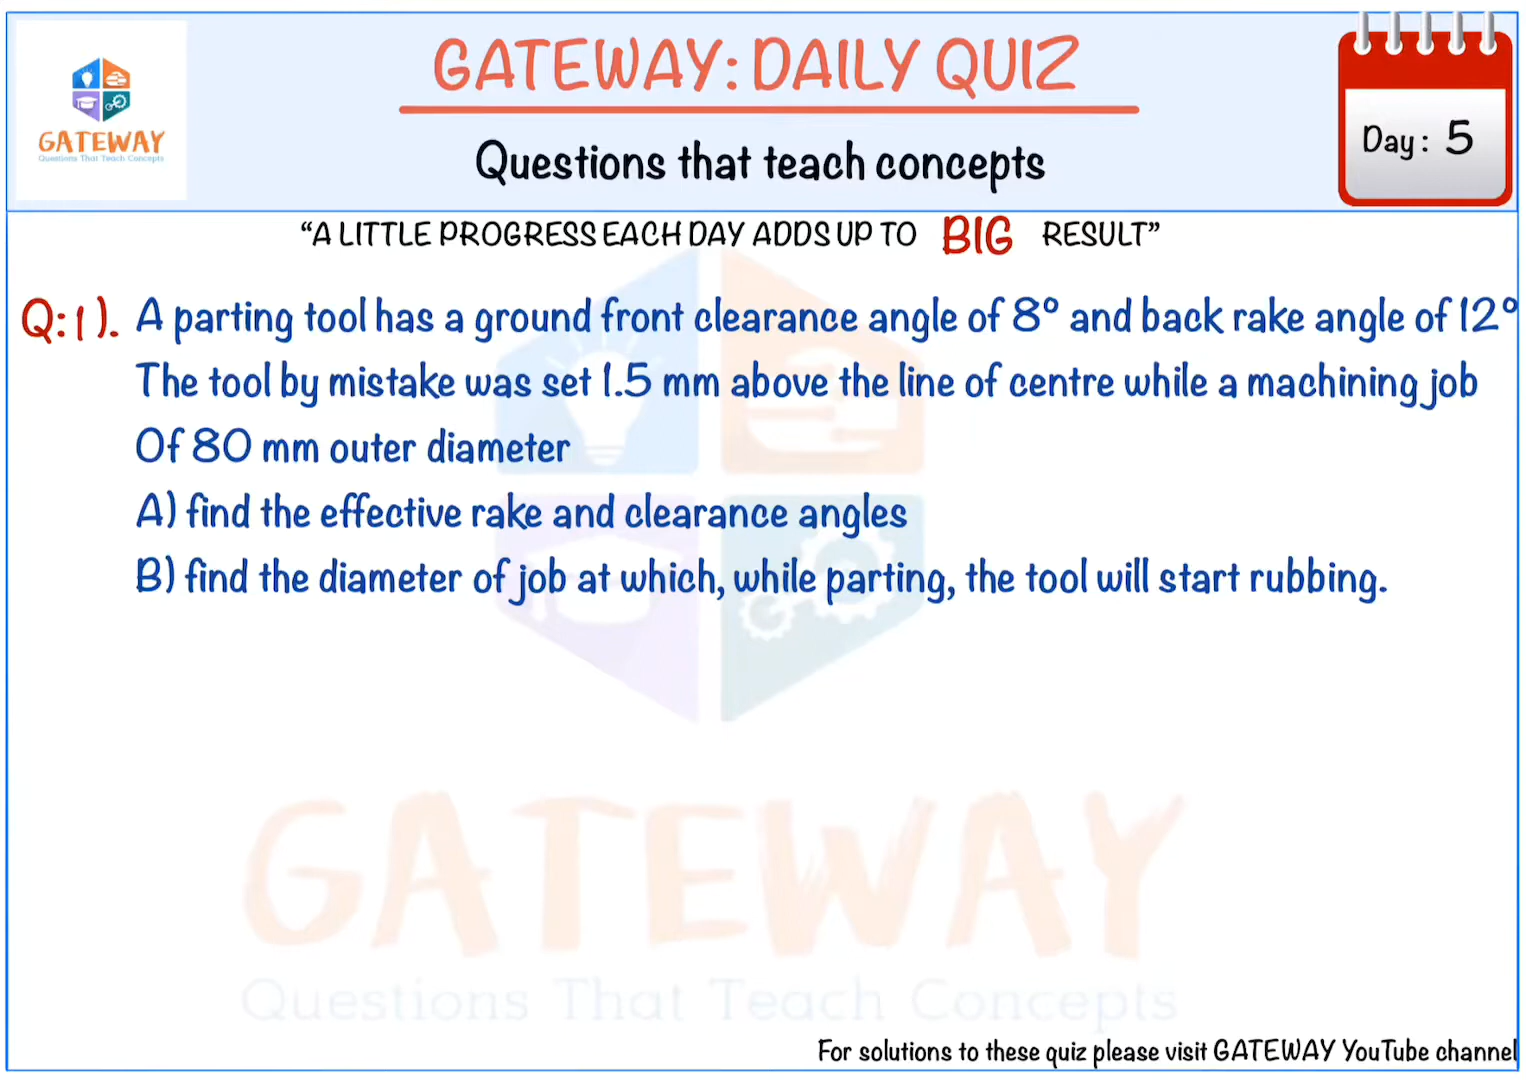 GATEWAY: DAILY QUIZ
GATEWAY
Questions That Teach Concepts
Questions that teach concepts
Day: 5
“A LITTLE PROGRESS EACH DAY ADDS UP TO BIG RESULT”
Q:1). A parting tool has a ground front clearance angle of 8° and back rake angle of 12°
The tool by mistake was set 1.5 mm above the line of centre while a machining job
Of 80 mm outer diameter
A) find the effective rake and clearance angles
B) find the diameter of job at which, while parting, the tool will start rubbing.
GATEWAY
Questions That Teach Concepts
For solutions to these quiz please visit GATEWAY YouTube channel